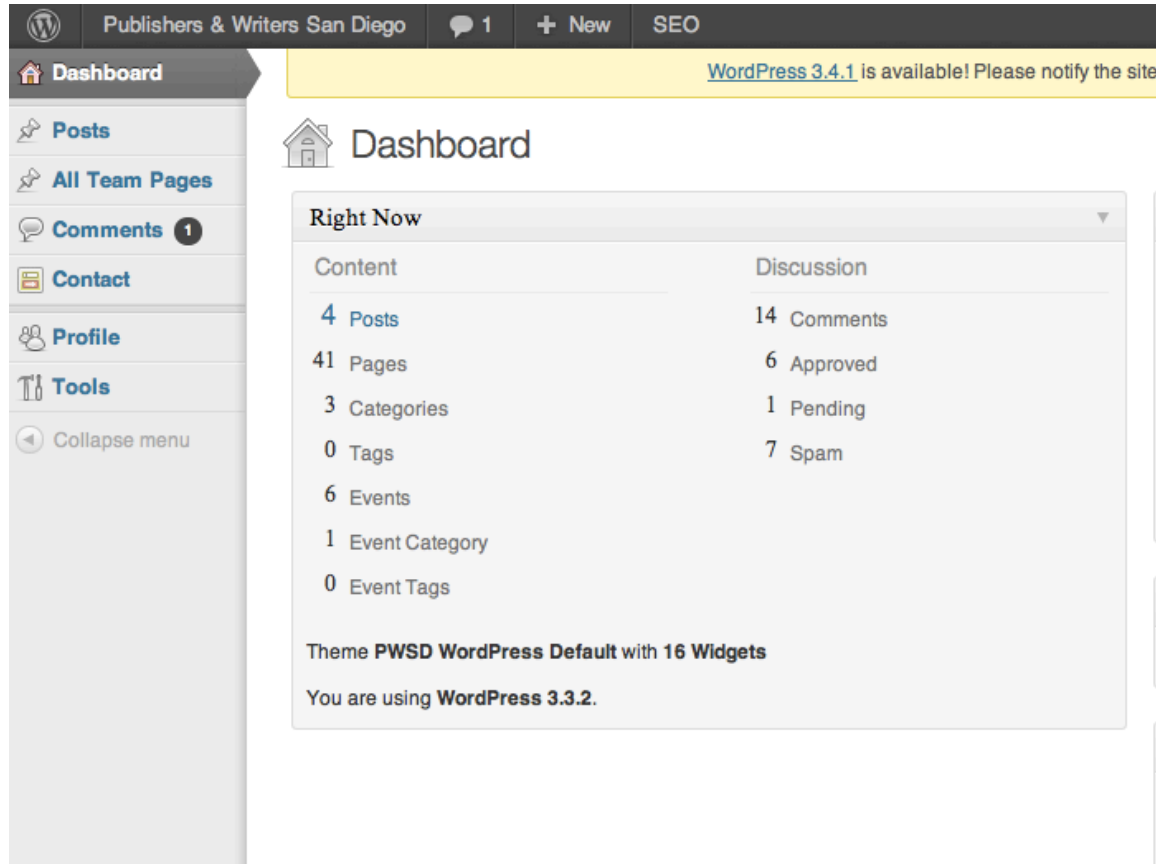 Publishers & Writers San Diego 1 New SEO
Dashboard
Posts
All Team Pages
Comments 1
Contact
Profile
Tools
Collapse menu
WordPress 3.4.1 is available! Please notify the site
Dashboard
Right Now
Content
4 Posts
41 Pages
3 Categories
0 Tags
6 Events
1 Event Category
0 Event Tags
Discussion
14 Comments
6 Approved
1 Pending
7 Spam
Theme PWSD WordPress Default with 16 Widgets
You are using WordPress 3.3.2.